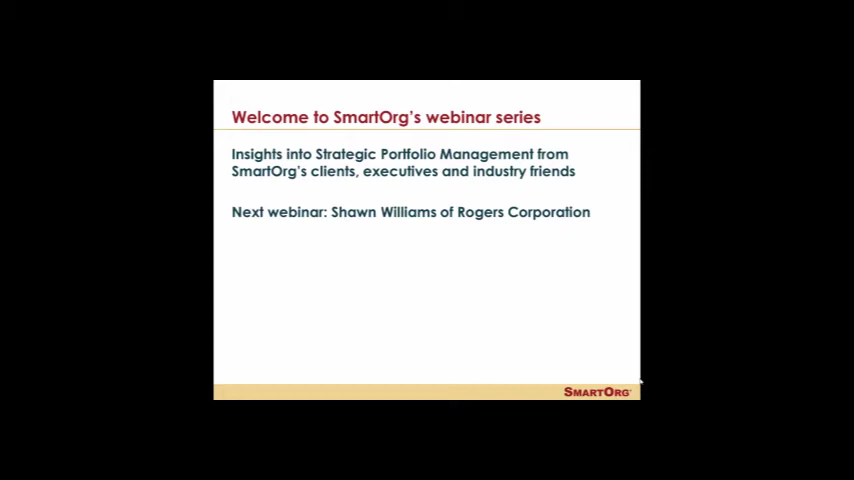 Welcome to SmartOrg's webinar series
Insights into Strategic Portfolio Management from
SmartOrg's clients, executives and industry friends
Next webinar: Shawn Williams of Rogers Corporation
SMARTORG